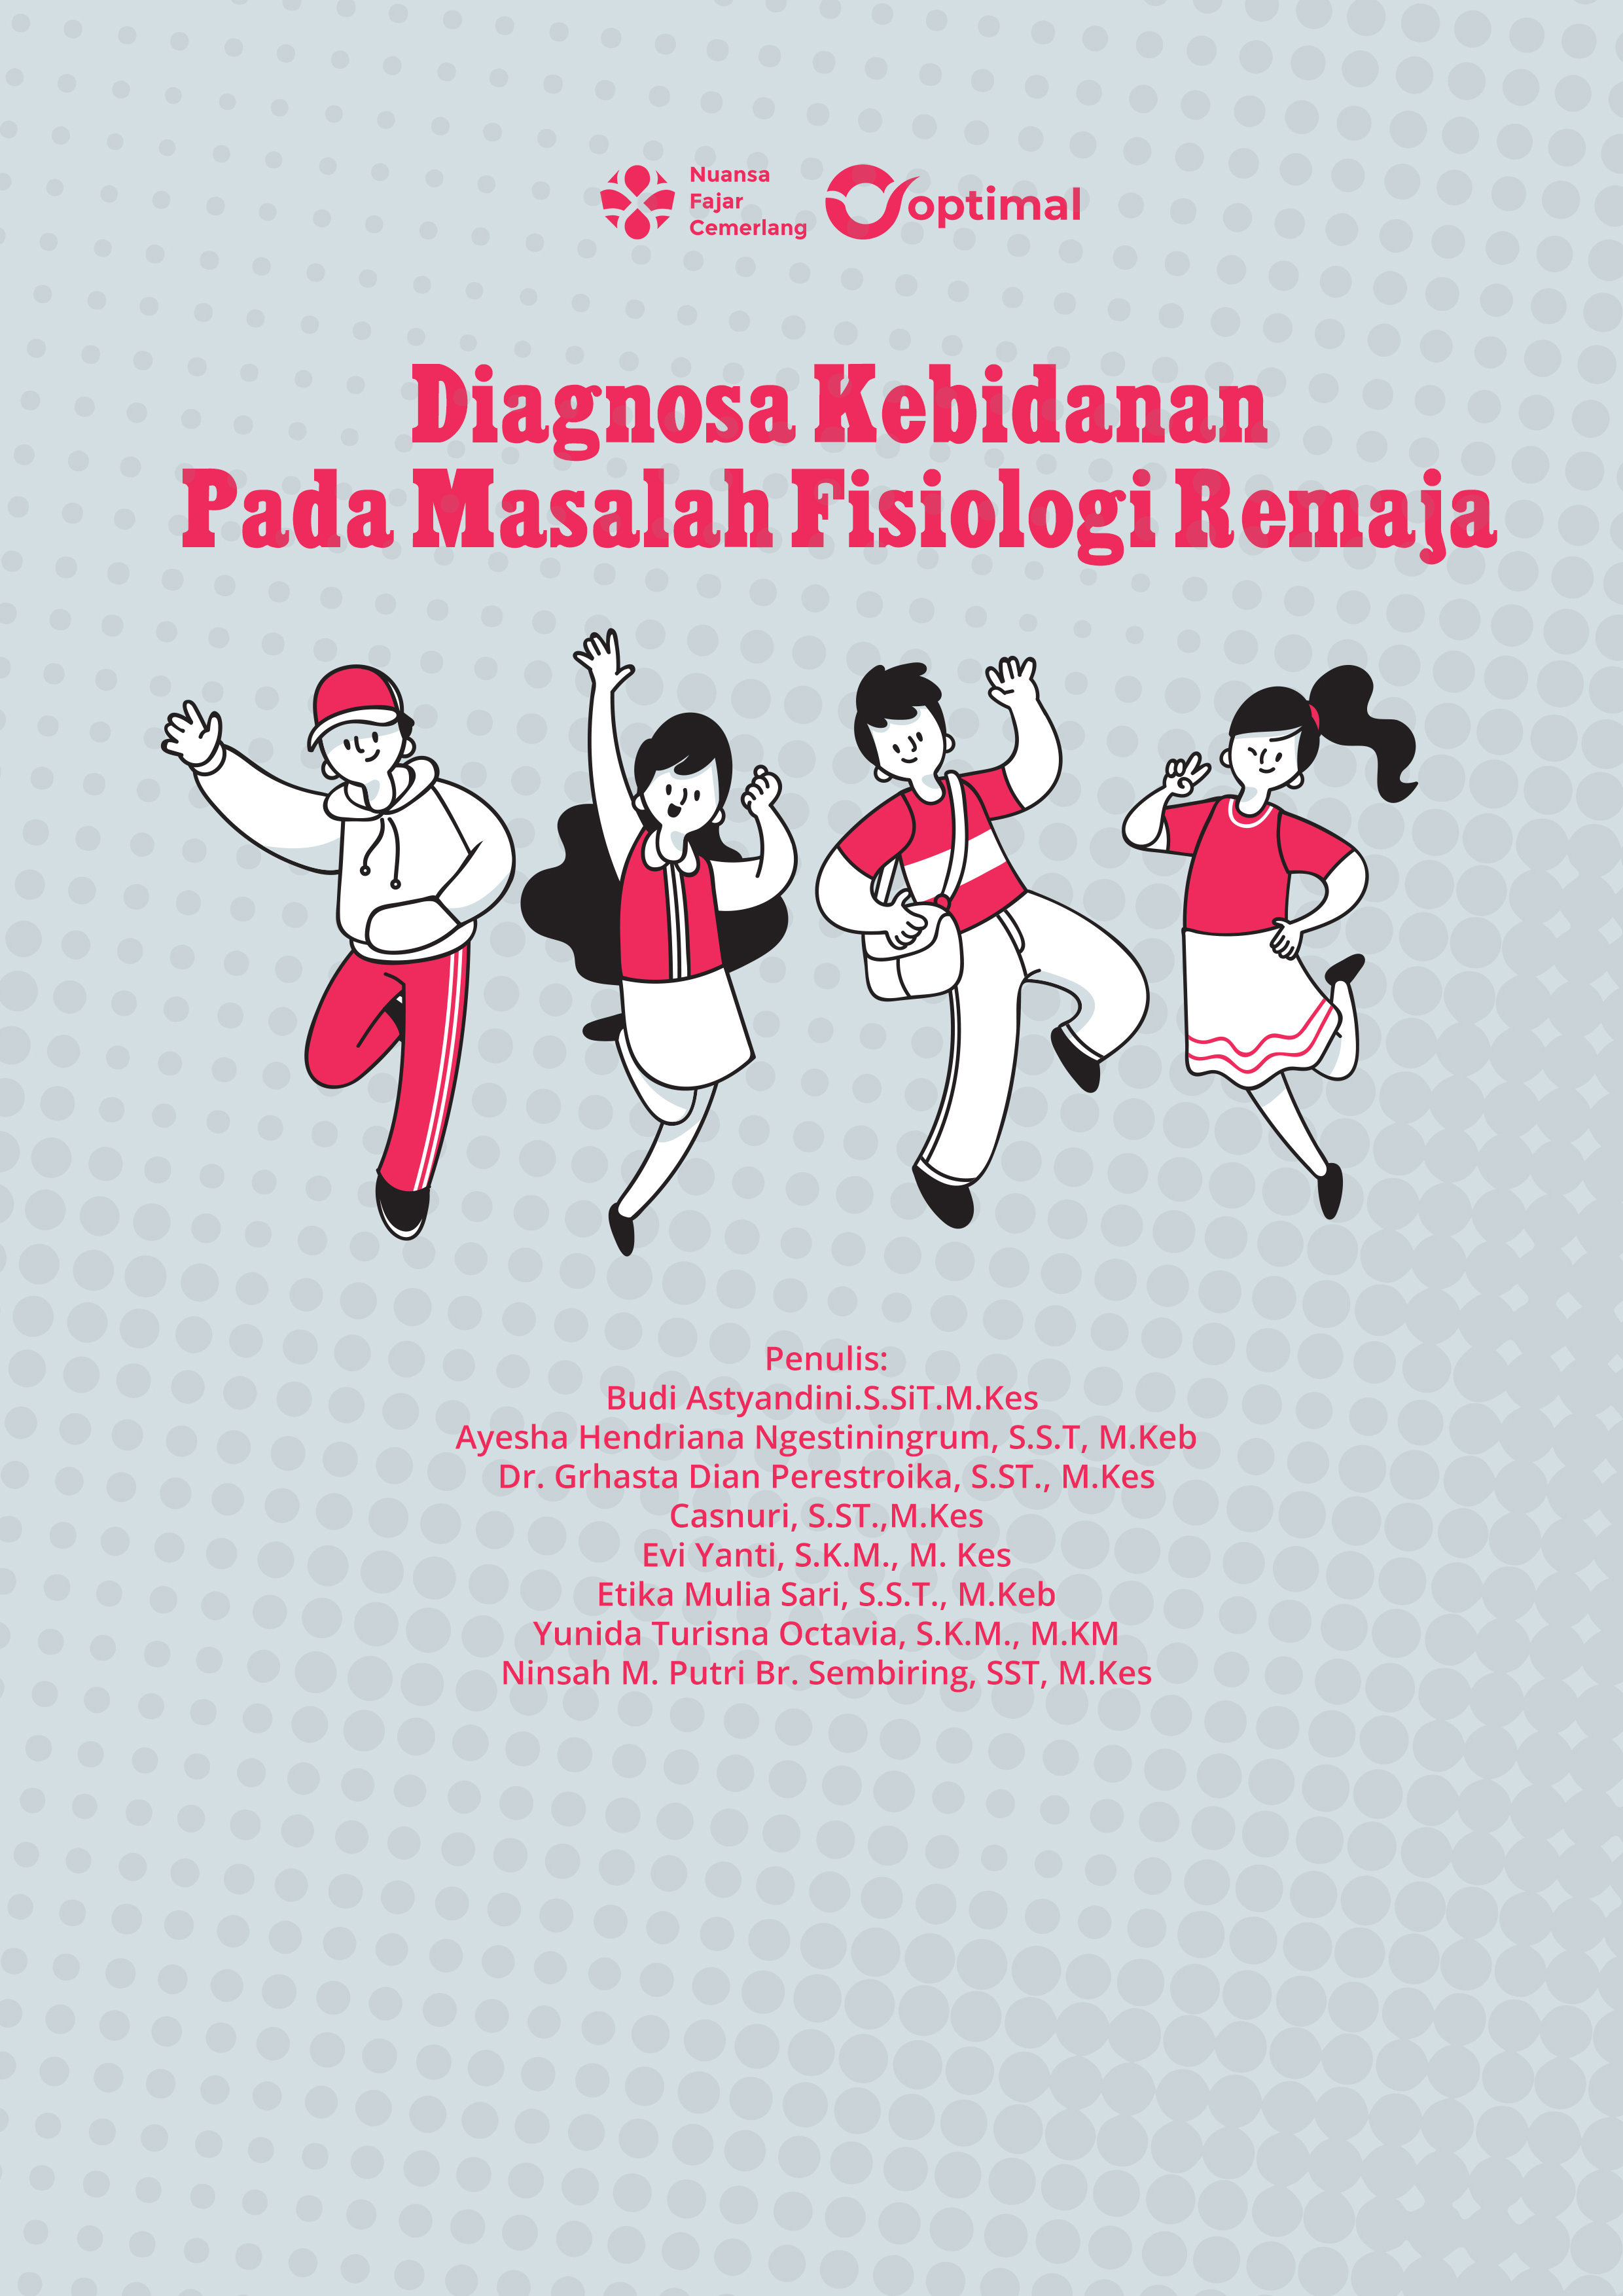 Nuansa
Fajar
Cemerlang
optimal
Diagnosa Kebidanan
Pada Masalah Fisiologi Remaja
Penulis:
Budi Astyandini.S.SiT.M.Kes
Ayesha Hendriana Ngestiningrum, S.S.T, M.Keb
Dr. Grhasta Dian Perestroika, S.ST., M.Kes
Casnuri, S.ST.,M.Kes
Evi Yanti, S.K.M., M. Kes
Etika Mulia Sari, S.S.T., M.Keb
Yunida Turisna Octavia, S.K.M., M.KM
Ninsah M. Putri Br. Sembiring, SST, M.Kes